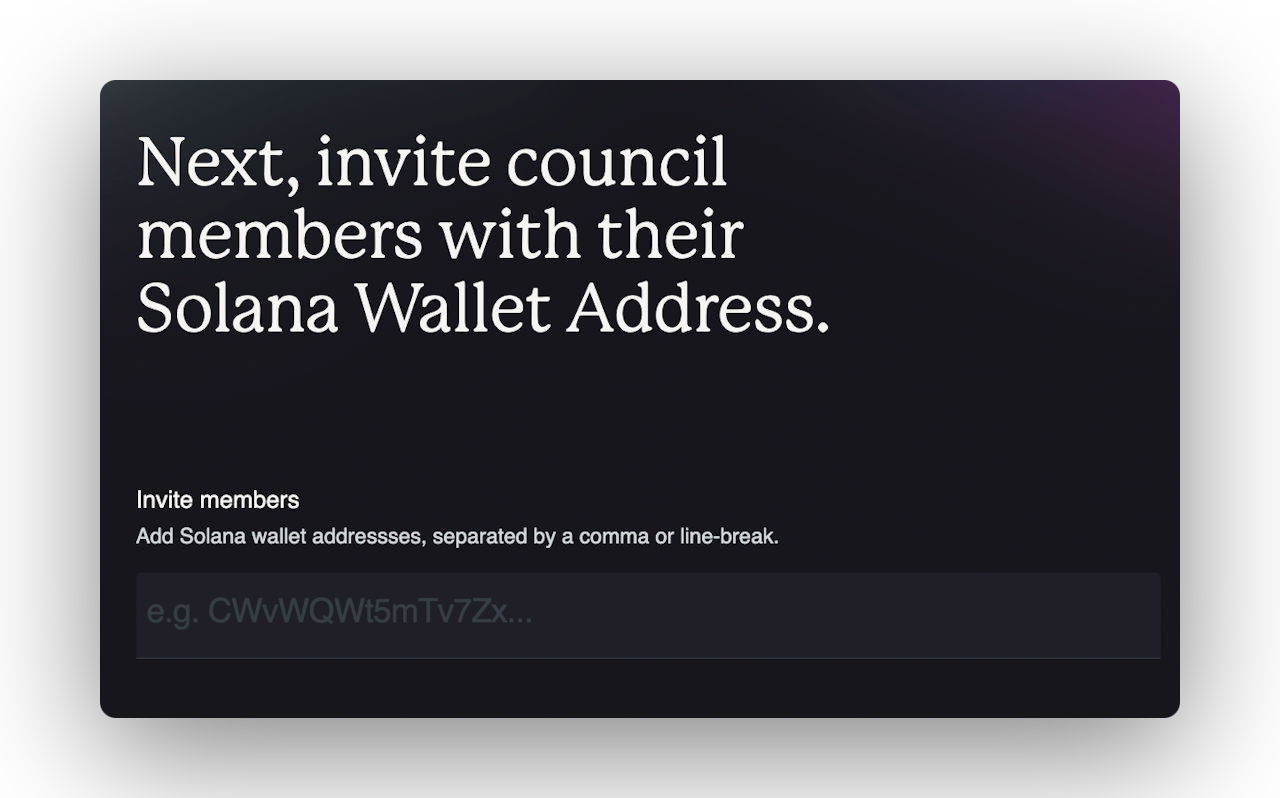 Next, invite council
members with their
Solana Wallet Address.
Invite members
Add Solana wallet addressses, separated by a comma or line-break.
e.g. CWvWQWt5mTv7Zx...